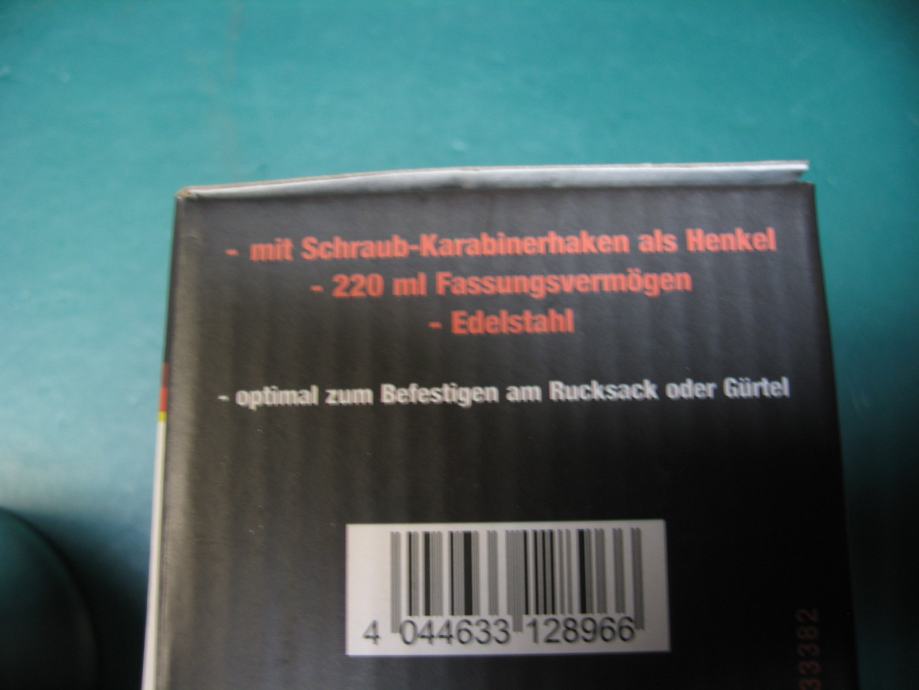 - mit Schraub-Karabinerhaken als Henkel
- 220 ml Fassungsvermögen
- Edelstahl
- optimal zum Befestigen am Rucksack oder Gürtel
4 044633 128966
33382